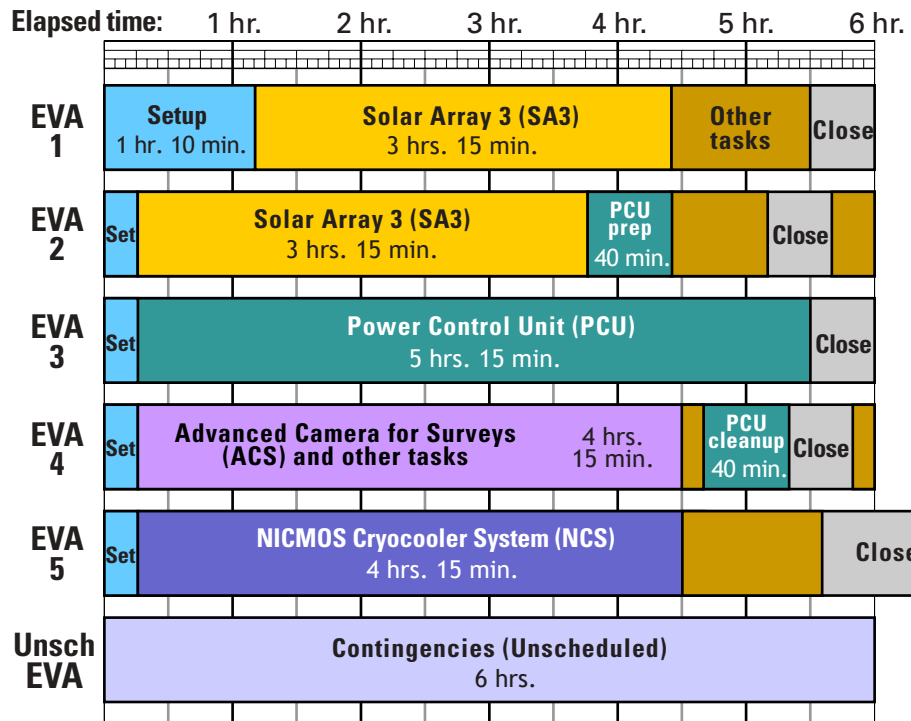 Elapsed time: 1 hr. 2 hr. 3 hr. 4 hr. 5 hr. 6 hr.
EVA
1
Setup
1 hr. 10 min.
Solar Array 3 (SA3)
3 hrs. 15 min.
Other
tasks
Close
EVA
2
Set
Solar Array 3 (SA3)
3 hrs. 15 min.
PCU
prep
40 min.
Close
EVA
3
Set
Power Control Unit (PCU)
5 hrs. 15 min.
Close
EVA
4
Set
Advanced Camera for Surveys
(ACS) and other tasks
4 hrs.
15 min.
PCU
cleanup
40 min.
Close
EVA
5
Set
NICMOS Cryocooler System (NCS)
4 hrs. 15 min.
Close
Unsch
EVA
Contingencies (Unscheduled)
6 hrs.